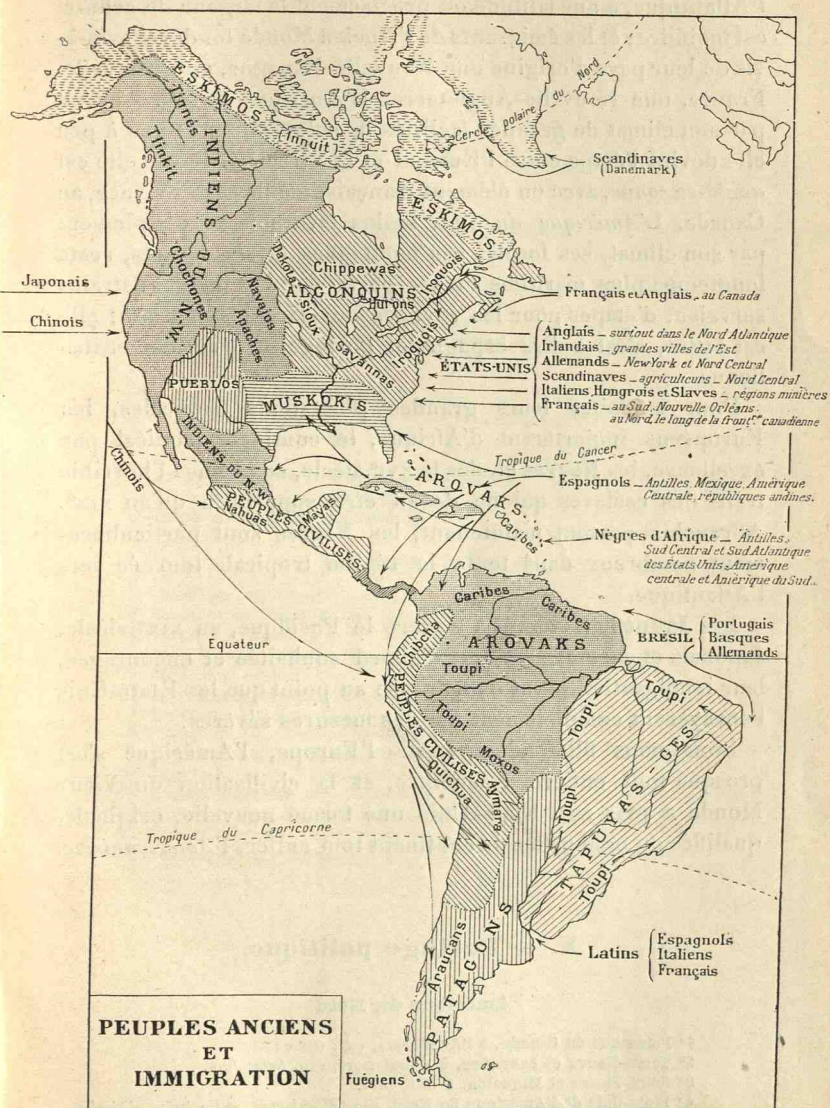 ESKIMOS
(Innuit)
Tinnés
Tlinkit
INDIENS DU N.W.
Cercle polaire du Nord
Scandinaves
(Danemark)
ESKIMOS
Japonais
Chinois
Chochones
Navajos
Apaches
Dakota
Sioux
Chippewas
ALGONQUINS
Hurons
Iroquois
Iroquois
Savannas
PUEBLOS
MUSKOKIS
Français et Anglais, au Canada
ÉTATS-UNIS
Anglais _ surtout dans le Nord Atlantique
Irlandais _ grandes villes de l'Est
Allemands _ New York et Nord Central
Scandinaves _ agriculteurs _ Nord Central
Italiens, Hongrois et Slaves _ régions minières
Français _ au Sud, Nouvelle Orléans.
au Nord, le long de la front.re canadienne
Tropique du Cancer
Chinois
INDIENS DU N.W.
PEUPLES CIVILISES
Nahuas
Mayas
AROVAKS
Caribes
Espagnols _ Antilles, Mexique, Amérique
Centrale, républiques andines.
Nègres d'Afrique _ Antilles,
Sud Central et Sud Atlantique
des Etats Unis, Amérique
centrale et Amérique du Sud.
Caribes
Caribes
AROVAKS
Chibcha
Équateur
Toupi
BRÉSIL
Portugais
Basques
Allemands
PEUPLES CIVILISES
Quichua
Aymara
Toupi
Moxos
Toupi
Toupi
Toupi
TAPUYAS-GES
Toupi
Tropique du Capricorne
Araucans
PATAGONS
Latins
Espagnols
Italiens
Français
PEUPLES ANCIENS
ET
IMMIGRATION
Fuégiens